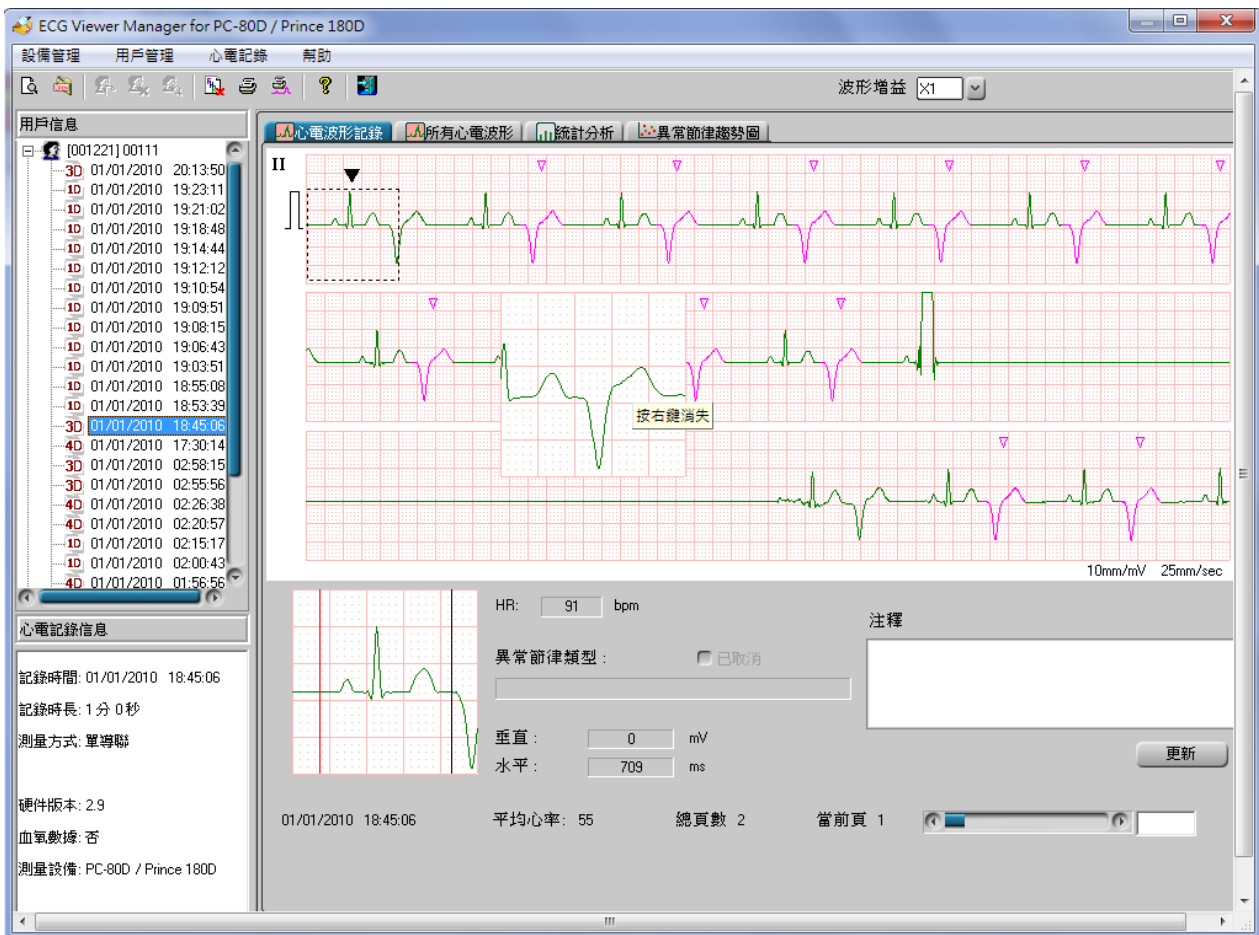 ECG Viewer Manager for PC-80D / Prince 180D
設備管理 用戶管理 心電記錄 幫助
波形增益 X1
用戶信息
心電波形記錄 所有心電波形 統計分析 異常節律趨勢圖
[001221] 00111
3D 01/01/2010 20:13:50
1D 01/01/2010 19:23:11
1D 01/01/2010 19:21:02
1D 01/01/2010 19:18:48
1D 01/01/2010 19:14:44
1D 01/01/2010 19:12:12
1D 01/01/2010 19:10:54
1D 01/01/2010 19:09:51
1D 01/01/2010 19:08:15
1D 01/01/2010 19:06:43
1D 01/01/2010 19:03:51
1D 01/01/2010 18:55:08
1D 01/01/2010 18:53:39
3D 01/01/2010 18:45:06
4D 01/01/2010 17:30:14
3D 01/01/2010 02:58:15
3D 01/01/2010 02:55:56
4D 01/01/2010 02:26:38
4D 01/01/2010 02:20:57
1D 01/01/2010 02:15:17
1D 01/01/2010 02:00:43
4D 01/01/2010 01:56:56
II
按右鍵消失
10mm/mV 25mm/sec
心電記錄信息
記錄時間: 01/01/2010 18:45:06
記錄時長: 1 分 0 秒
測量方式: 單導聯
硬件版本: 2.9
血氧數據: 否
測量設備: PC-80D / Prince 180D
HR: 91 bpm
異常節律類型 : 已取消
垂直 : 0 mV
水平 : 709 ms
注釋
更新
01/01/2010 18:45:06 平均心率: 55 總頁數 2 當前頁 1